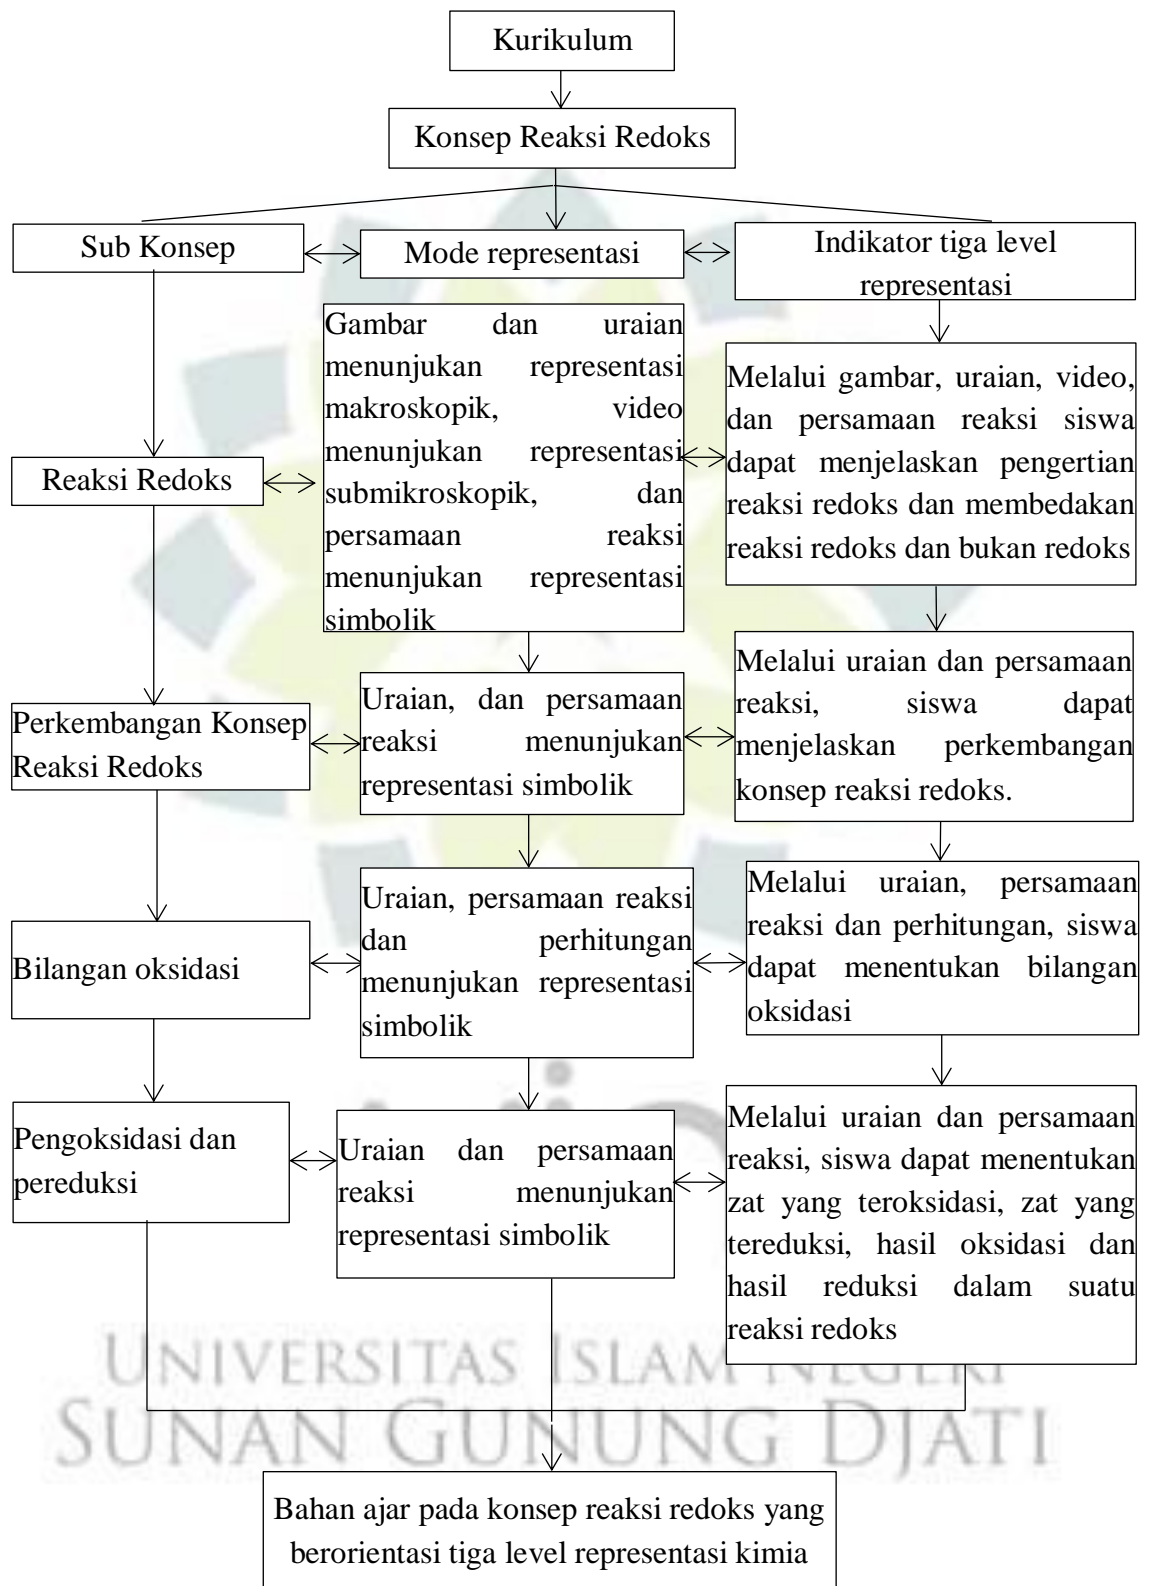 Kurikulum
Konsep Reaksi Redoks
Sub Konsep
Mode representasi
Indikator tiga level
representasi
Gambar dan uraian
menunjukan representasi
makroskopik, video
menunjukan representasi
submikroskopik, dan
persamaan reaksi
menunjukan representasi
simbolik
Melalui gambar, uraian, video,
dan persamaan reaksi siswa
dapat menjelaskan pengertian
reaksi redoks dan membedakan
reaksi redoks dan bukan redoks
Reaksi Redoks
Perkembangan Konsep
Reaksi Redoks
Uraian, dan persamaan
reaksi menunjukan
representasi simbolik
Melalui uraian dan persamaan
reaksi, siswa dapat
menjelaskan perkembangan
konsep reaksi redoks.
Bilangan oksidasi
Uraian, persamaan reaksi
dan perhitungan
menunjukan representasi
simbolik
Melalui uraian, persamaan
reaksi dan perhitungan, siswa
dapat menentukan bilangan
oksidasi
Pengoksidasi dan
pereduksi
Uraian dan persamaan
reaksi menunjukan
representasi simbolik
Melalui uraian dan persamaan
reaksi, siswa dapat menentukan
zat yang teroksidasi, zat yang
tereduksi, hasil oksidasi dan
hasil reduksi dalam suatu
reaksi redoks
UNIVERSITAS ISLAM NEGERI
SUNAN GUNUNG DJATI
Bahan ajar pada konsep reaksi redoks yang
berorientasi tiga level representasi kimia